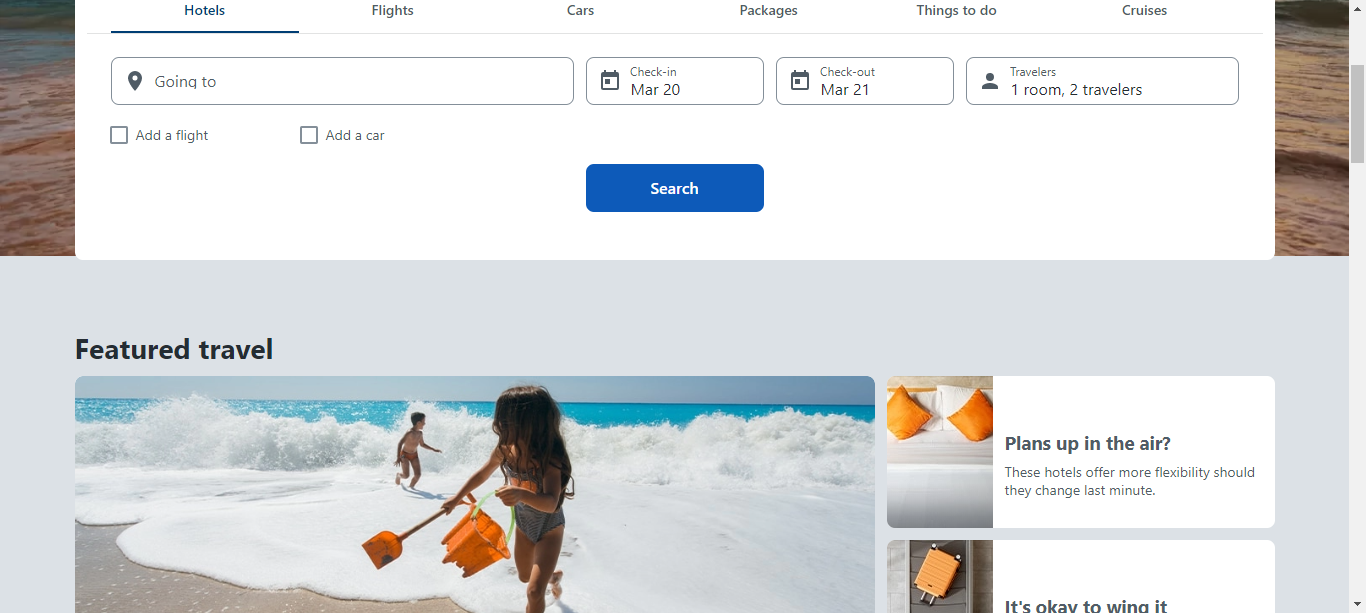 Hotels
Flights
Cars
Packages
Things to do
Cruises
Going to
Check-in
Mar 20
Check-out
Mar 21
Travelers
1 room, 2 travelers
Add a flight
Add a car
Search
Featured travel
Plans up in the air?
These hotels offer more flexibility should
they change last minute.
It's okay to wing it